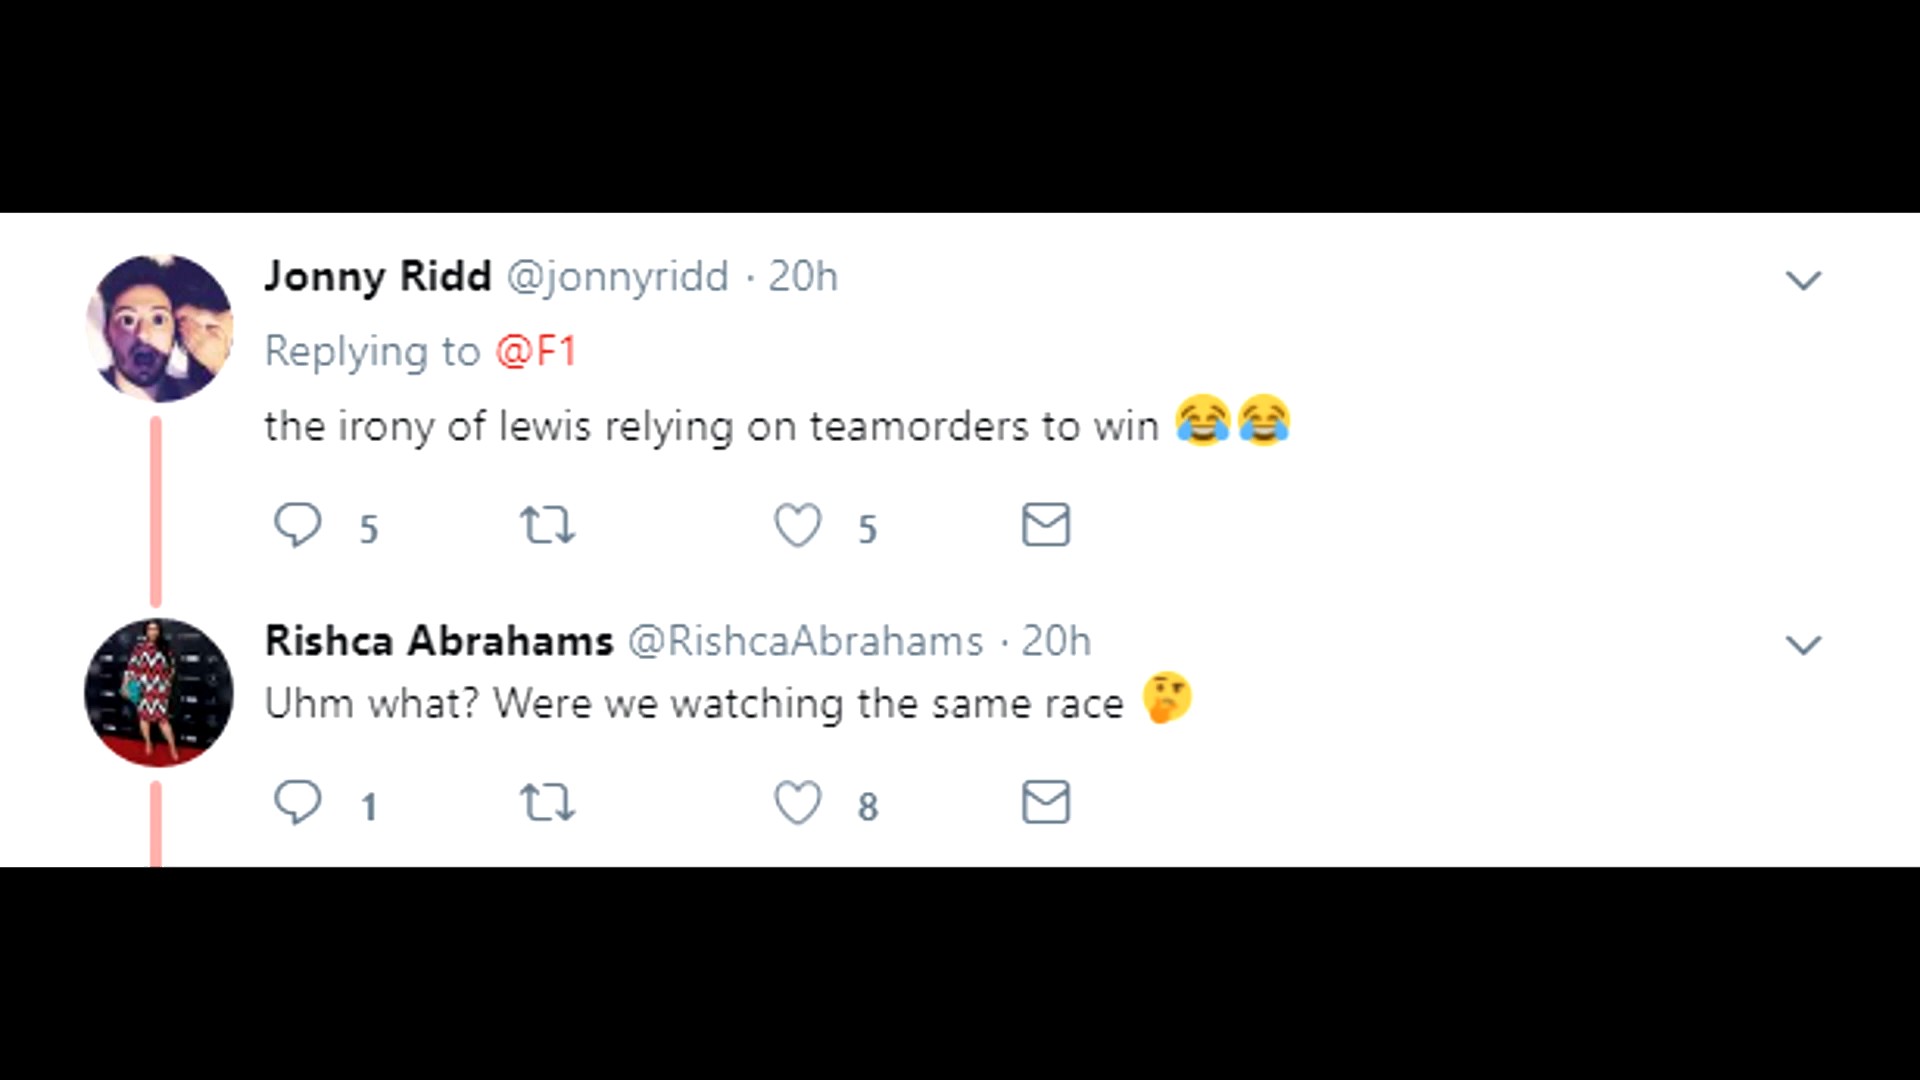 Jonny Ridd @jonnyridd · 20h
Replying to @F1
the irony of lewis relying on teamorders to win 😂😂
5 5
Rishca Abrahams @RishcaAbrahams · 20h
Uhm what? Were we watching the same race 🤔
1 8